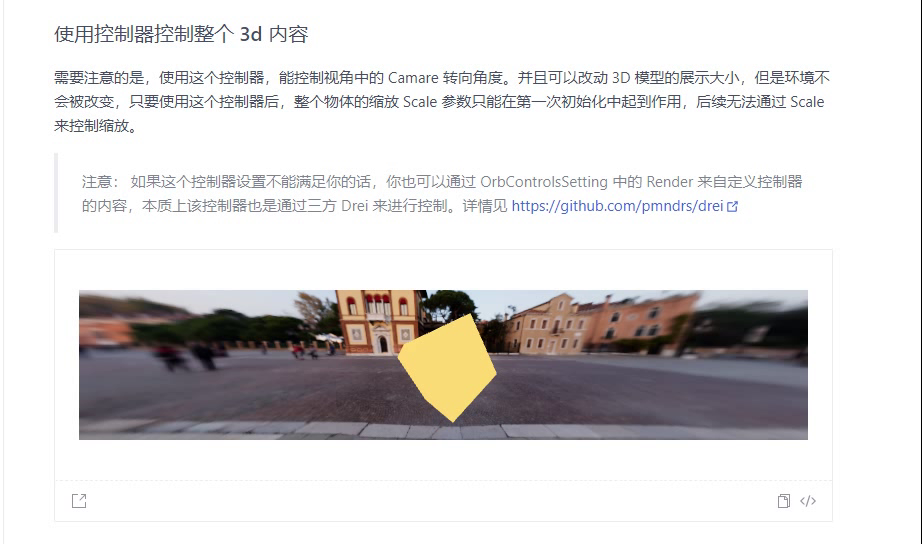 使用控制器控制整个 3d 内容
需要注意的是，使用这个控制器，能控制视角中的 Camare 转向角度。并且可以改动 3D 模型的展示大小，但是环境不
会被改变，只要使用这个控制器后，整个物体的缩放 Scale 参数只能在第一次初始化中起到作用，后续无法通过 Scale
来控制缩放。
注意： 如果这个控制器设置不能满足你的话，你也可以通过 OrbControlsSetting 中的 Render 来自定义控制器
的内容，本质上该控制器也是通过三方 Drei 来进行控制。详情见 https://github.com/pmndrs/drei